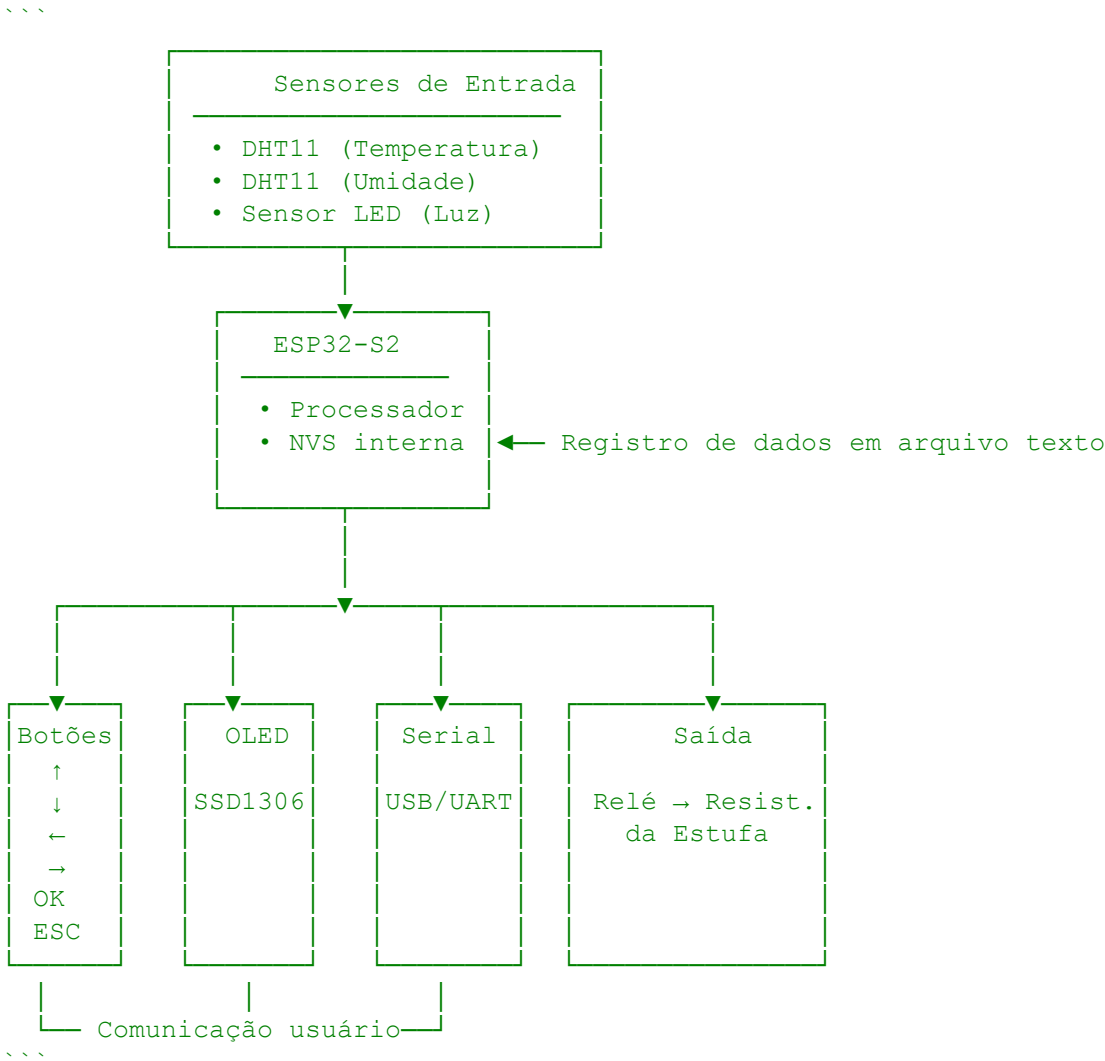 ```
Sensores de Entrada
• DHT11 (Temperatura)
• DHT11 (Umidade)
• Sensor LED (Luz)
ESP32-S2
• Processador
• NVS interna ◄── Registro de dados em arquivo texto
Botões OLED Serial Saída
↑
↓ SSD1306 USB/UART Relé → Resist.
← da Estufa
→
OK
ESC
Comunicação usuário
```